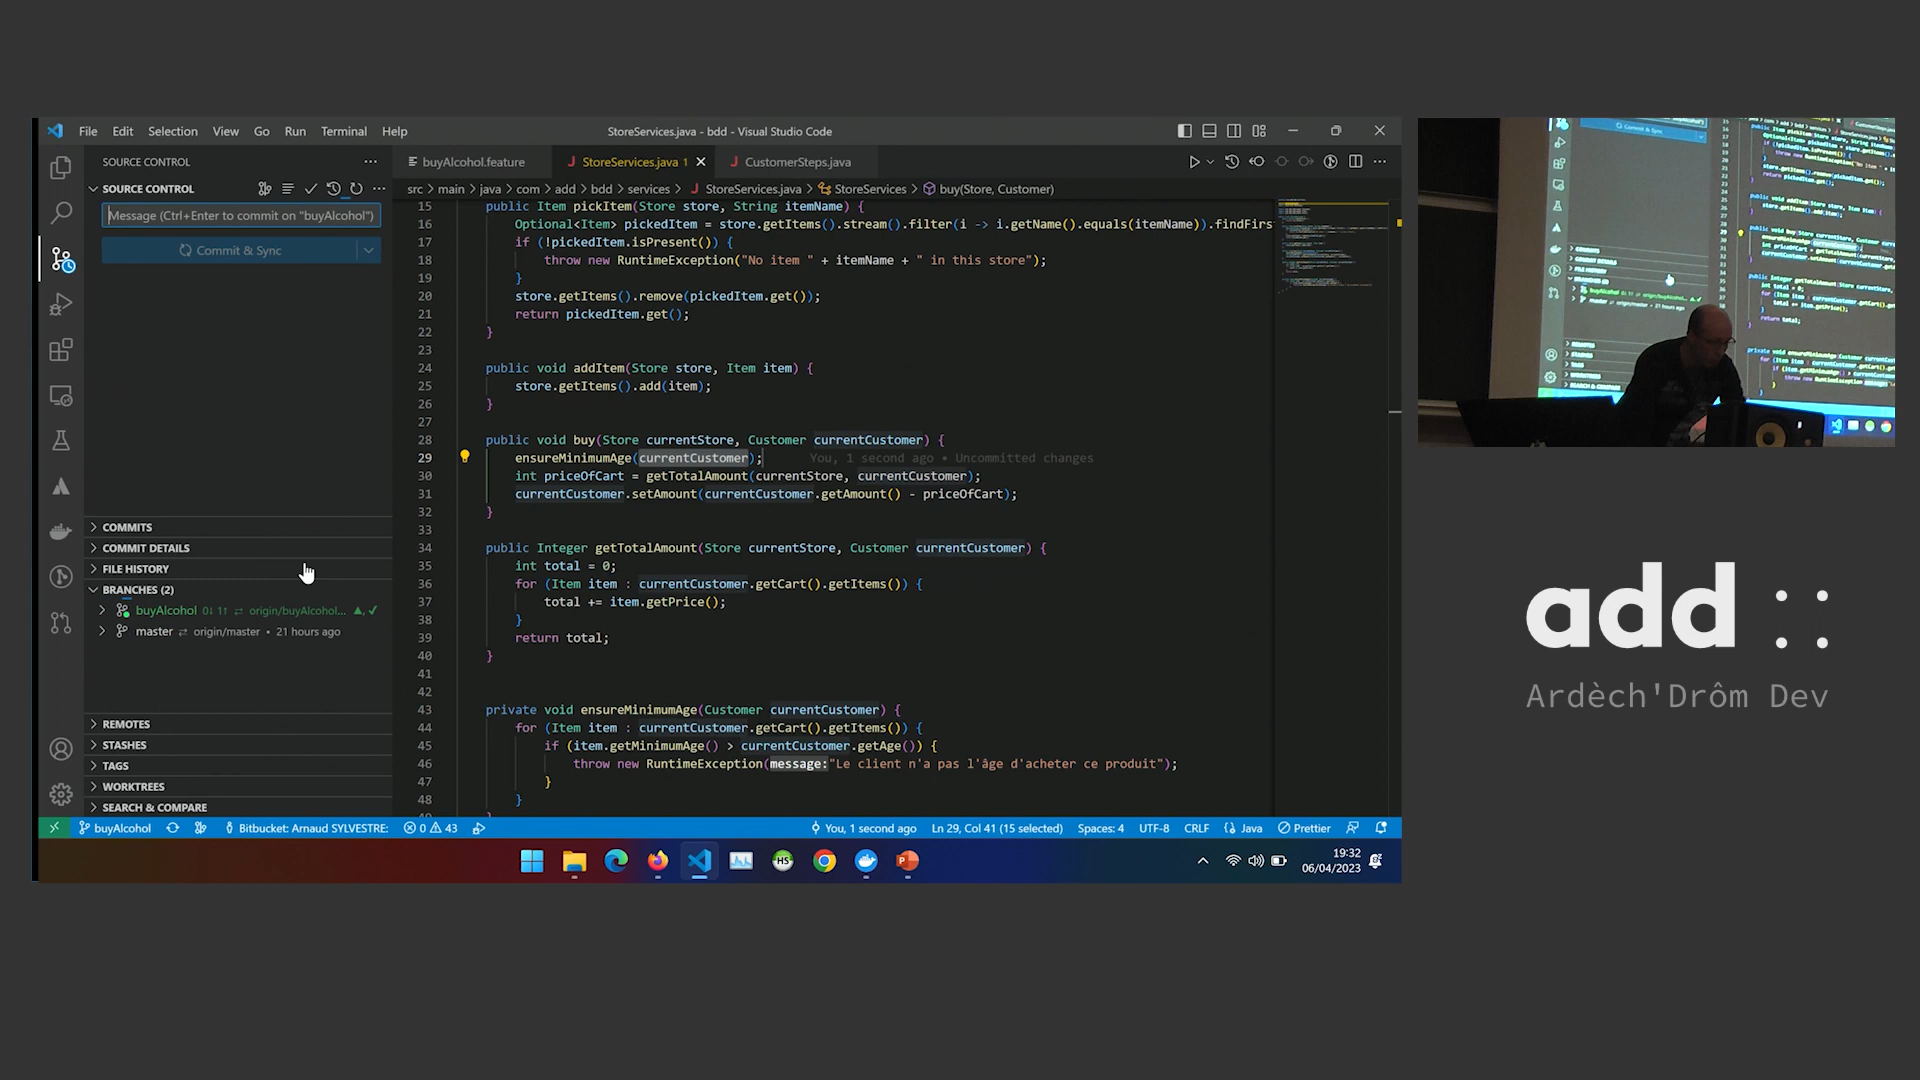 File Edit Selection View Go Run Terminal Help
StoreServices.java - bdd - Visual Studio Code
SOURCE CONTROL
SOURCE CONTROL
Message (Ctrl+Enter to commit on "buyAlcohol")
Commit & Sync
COMMITS
COMMIT DETAILS
FILE HISTORY
BRANCHES (2)
buyAlcohol 0↓ 1↑ ⇄ origin/buyAlcohol...
master ⇄ origin/master • 21 hours ago
REMOTES
STASHES
TAGS
WORKTREES
SEARCH & COMPARE
buyAlcohol.feature
StoreServices.java 1
CustomerSteps.java
src > main > java > com > add > bdd > services > StoreServices.java > StoreServices > buy(Store, Customer)
15 public Item pickItem(Store store, String itemName) {
16 Optional<Item> pickedItem = store.getItems().stream().filter(i -> i.getName().equals(itemName)).findFirs
17 if (!pickedItem.isPresent()) {
18 throw new RuntimeException("No item " + itemName + " in this store");
19 }
20 store.getItems().remove(pickedItem.get());
21 return pickedItem.get();
22 }
23
24 public void addItem(Store store, Item item) {
25 store.getItems().add(item);
26 }
27
28 public void buy(Store currentStore, Customer currentCustomer) {
29 ensureMinimumAge(currentCustomer); You, 1 second ago • Uncommitted changes
30 int priceOfCart = getTotalAmount(currentStore, currentCustomer);
31 currentCustomer.setAmount(currentCustomer.getAmount() - priceOfCart);
32 }
33
34 public Integer getTotalAmount(Store currentStore, Customer currentCustomer) {
35 int total = 0;
36 for (Item item : currentCustomer.getCart().getItems()) {
37 total += item.getPrice();
38 }
39 return total;
40 }
41
42
43 private void ensureMinimumAge(Customer currentCustomer) {
44 for (Item item : currentCustomer.getCart().getItems()) {
45 if (item.getMinimumAge() > currentCustomer.getAge()) {
46 throw new RuntimeException(message:"Le client n'a pas l'âge d'acheter ce produit");
47 }
48 }
buyAlcohol
Bitbucket: Arnaud SYLVESTRE:
0 43
You, 1 second ago
Ln 29, Col 41 (15 selected)
Spaces: 4
UTF-8
CRLF
Java
Prettier
19:32
06/04/2023
add ::
Ardèch'Drôm Dev